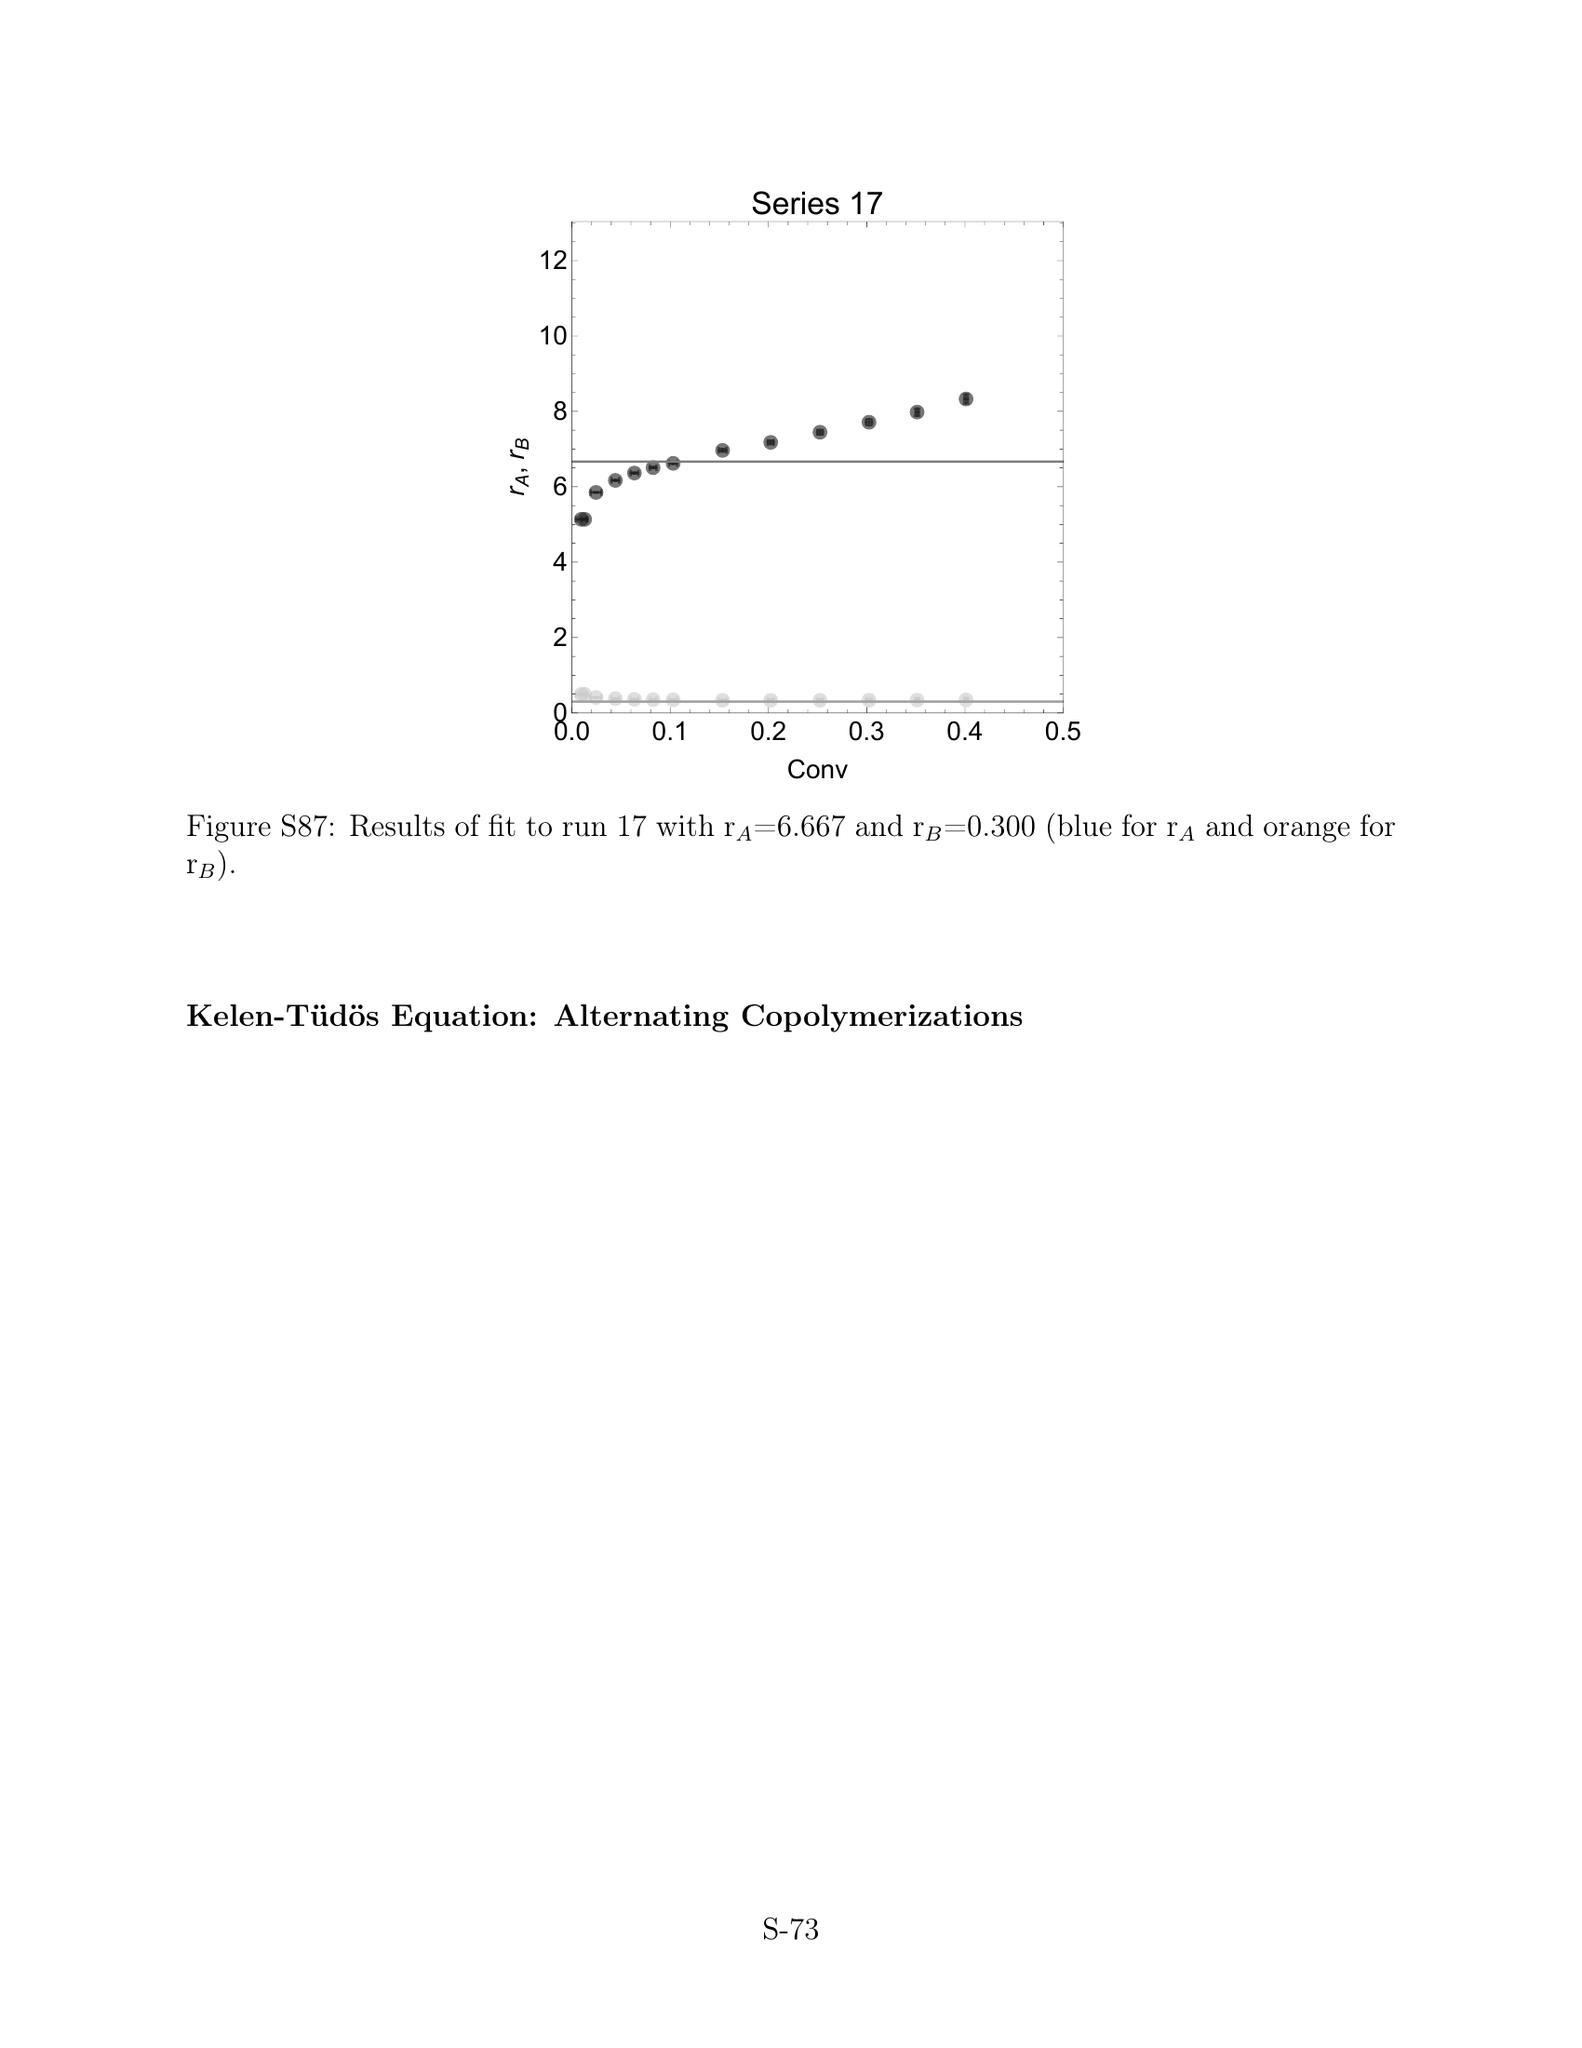 Series 17
12
10
8
6
4
2
0
r_A, r_B
0.0 0.1 0.2 0.3 0.4 0.5
Conv
Figure S87: Results of fit to run 17 with r_A=6.667 and r_B=0.300 (blue for r_A and orange for
r_B).
Kelen-Tüdös Equation: Alternating Copolymerizations
S-73